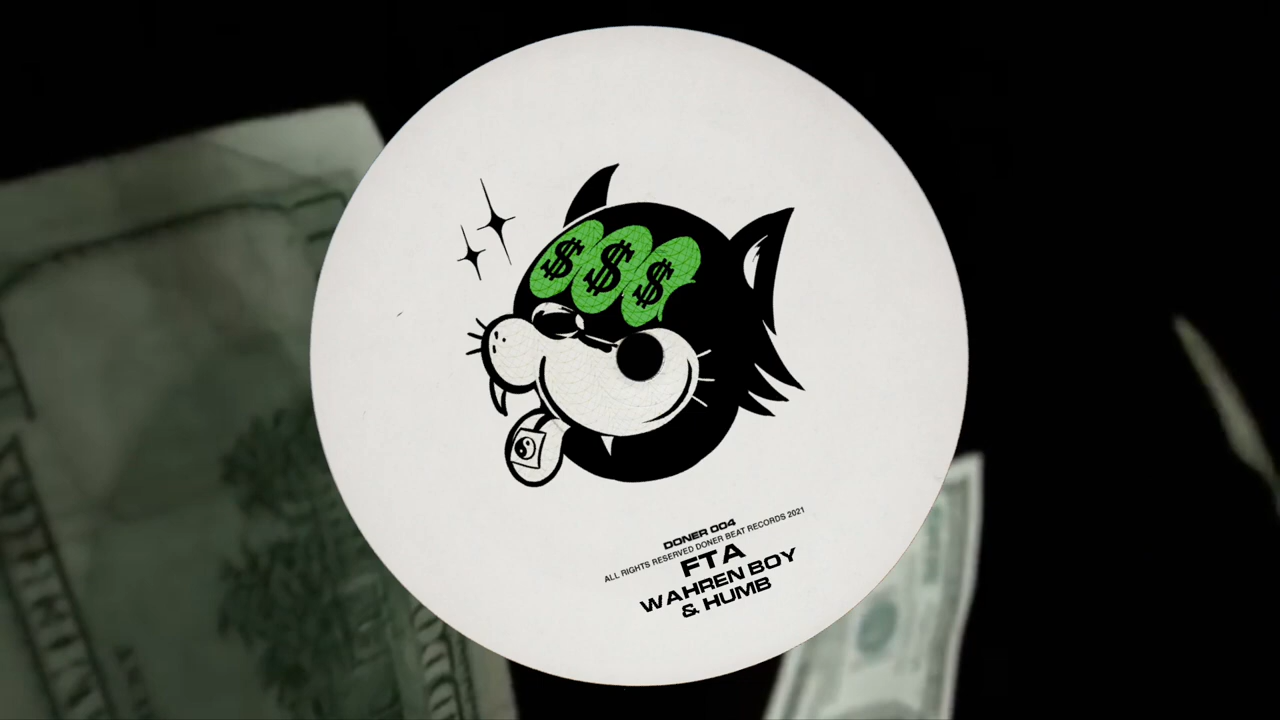 $ $ $
DONER 004
ALL RIGHTS RESERVED DONER BEAT RECORDS 2021
FTA
WAHREN BOY
& HUMB